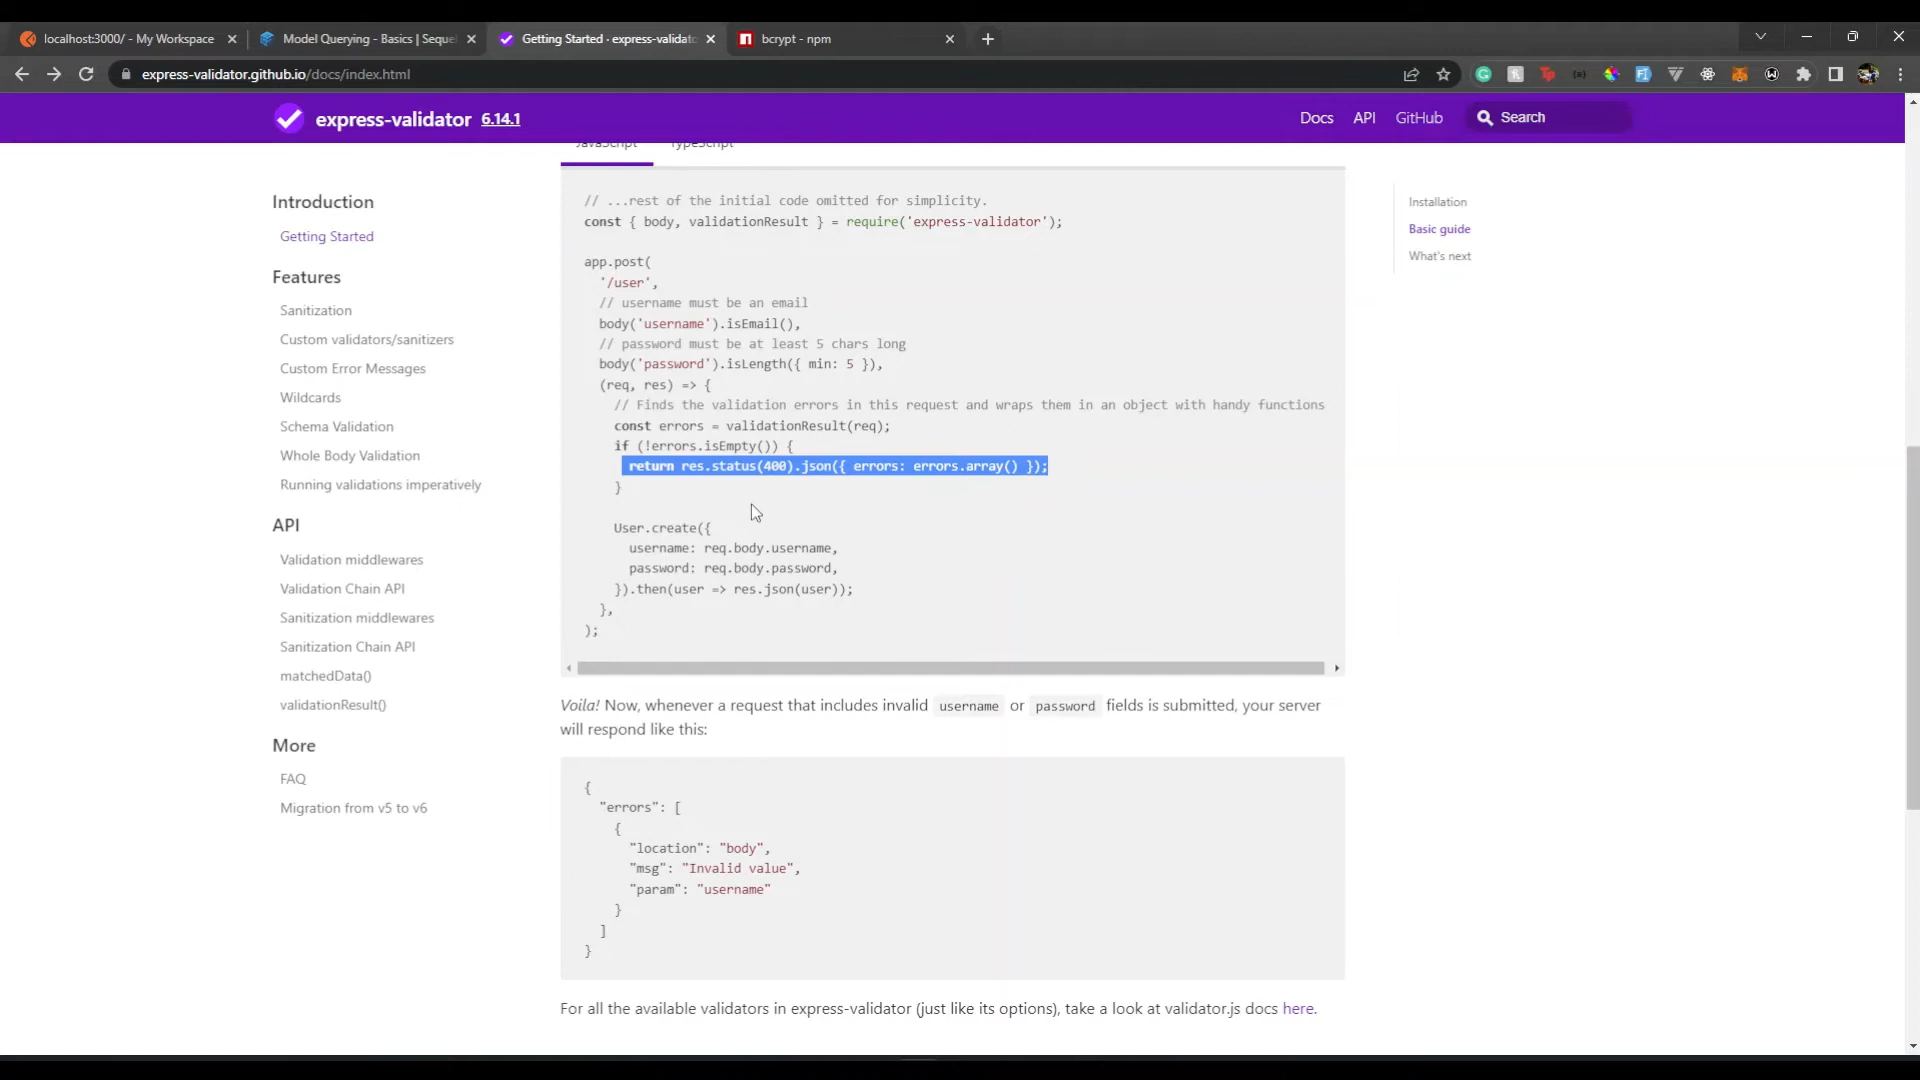 localhost:3000/ - My Workspace
Model Querying - Basics | Seque
Getting Started · express-validato
bcrypt - npm
express-validator.github.io/docs/index.html
express-validator 6.14.1
Docs API GitHub Search
JavaScript TypeScript
Introduction
Getting Started
Features
Sanitization
Custom validators/sanitizers
Custom Error Messages
Wildcards
Schema Validation
Whole Body Validation
Running validations imperatively
API
Validation middlewares
Validation Chain API
Sanitization middlewares
Sanitization Chain API
matchedData()
validationResult()
More
FAQ
Migration from v5 to v6
// ...rest of the initial code omitted for simplicity.
const { body, validationResult } = require('express-validator');
app.post(
'/user',
// username must be an email
body('username').isEmail(),
// password must be at least 5 chars long
body('password').isLength({ min: 5 }),
(req, res) => {
// Finds the validation errors in this request and wraps them in an object with handy functions
const errors = validationResult(req);
if (!errors.isEmpty()) {
return res.status(400).json({ errors: errors.array() });
}
User.create({
username: req.body.username,
password: req.body.password,
}).then(user => res.json(user));
},
);
Voila! Now, whenever a request that includes invalid username or password fields is submitted, your server
will respond like this:
{
"errors": [
{
"location": "body",
"msg": "Invalid value",
"param": "username"
}
]
}
For all the available validators in express-validator (just like its options), take a look at validator.js docs here.
Installation
Basic guide
What's next